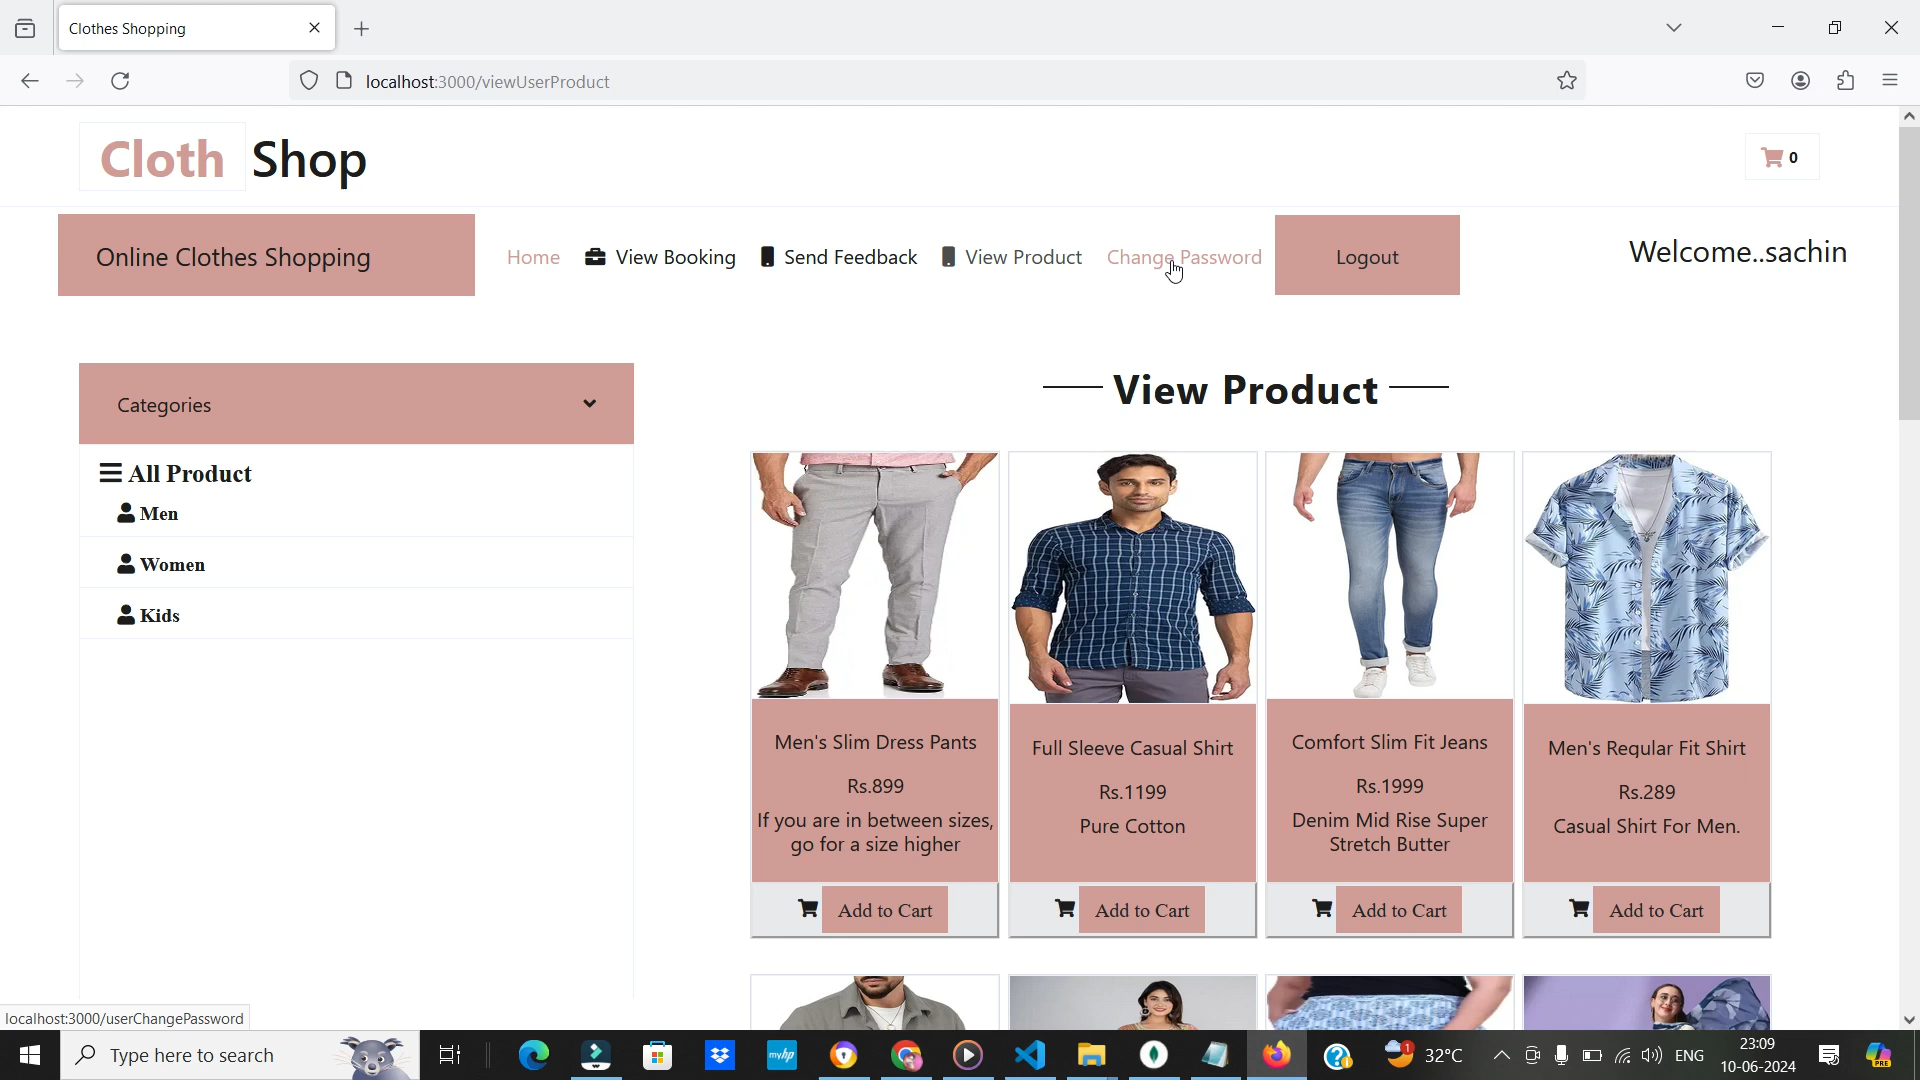 Clothes Shopping
localhost:3000/viewUserProduct
Cloth Shop
0
Online Clothes Shopping
Home
View Booking
Send Feedback
View Product
Change Password
Logout
Welcome..sachin
Categories
All Product
Men
Women
Kids
View Product
Men's Slim Dress Pants
Rs.899
If you are in between sizes,
go for a size higher
Add to Cart
Full Sleeve Casual Shirt
Rs.1199
Pure Cotton
Add to Cart
Comfort Slim Fit Jeans
Rs.1999
Denim Mid Rise Super
Stretch Butter
Add to Cart
Men's Regular Fit Shirt
Rs.289
Casual Shirt For Men.
Add to Cart
localhost:3000/userChangePassword
Type here to search
myhp
1
32°C
ENG
23:09
10-06-2024
PRE